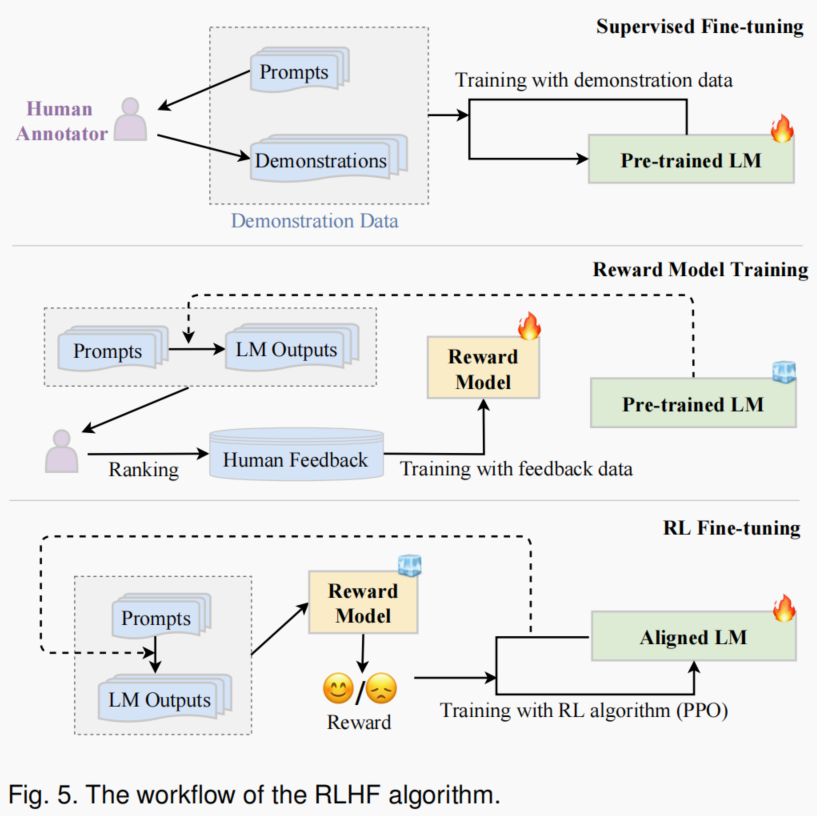 Supervised Fine-tuning
Prompts
Training with demonstration data
Human
Annotator
Demonstrations
Pre-trained LM
Demonstration Data
Reward Model Training
Prompts
LM Outputs
Reward
Model
Pre-trained LM
Ranking
Human Feedback
Training with feedback data
RL Fine-tuning
Prompts
Reward
Model
Aligned LM
LM Outputs
/
Reward
Training with RL algorithm (PPO)
Fig. 5. The workflow of the RLHF algorithm.